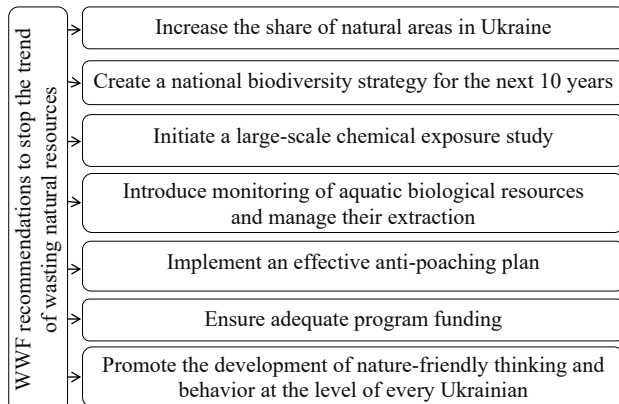 WWF recommendations to stop the trend
of wasting natural resources
Increase the share of natural areas in Ukraine
Create a national biodiversity strategy for the next 10 years
Initiate a large-scale chemical exposure study
Introduce monitoring of aquatic biological resources
and manage their extraction
Implement an effective anti-poaching plan
Ensure adequate program funding
Promote the development of nature-friendly thinking and
behavior at the level of every Ukrainian